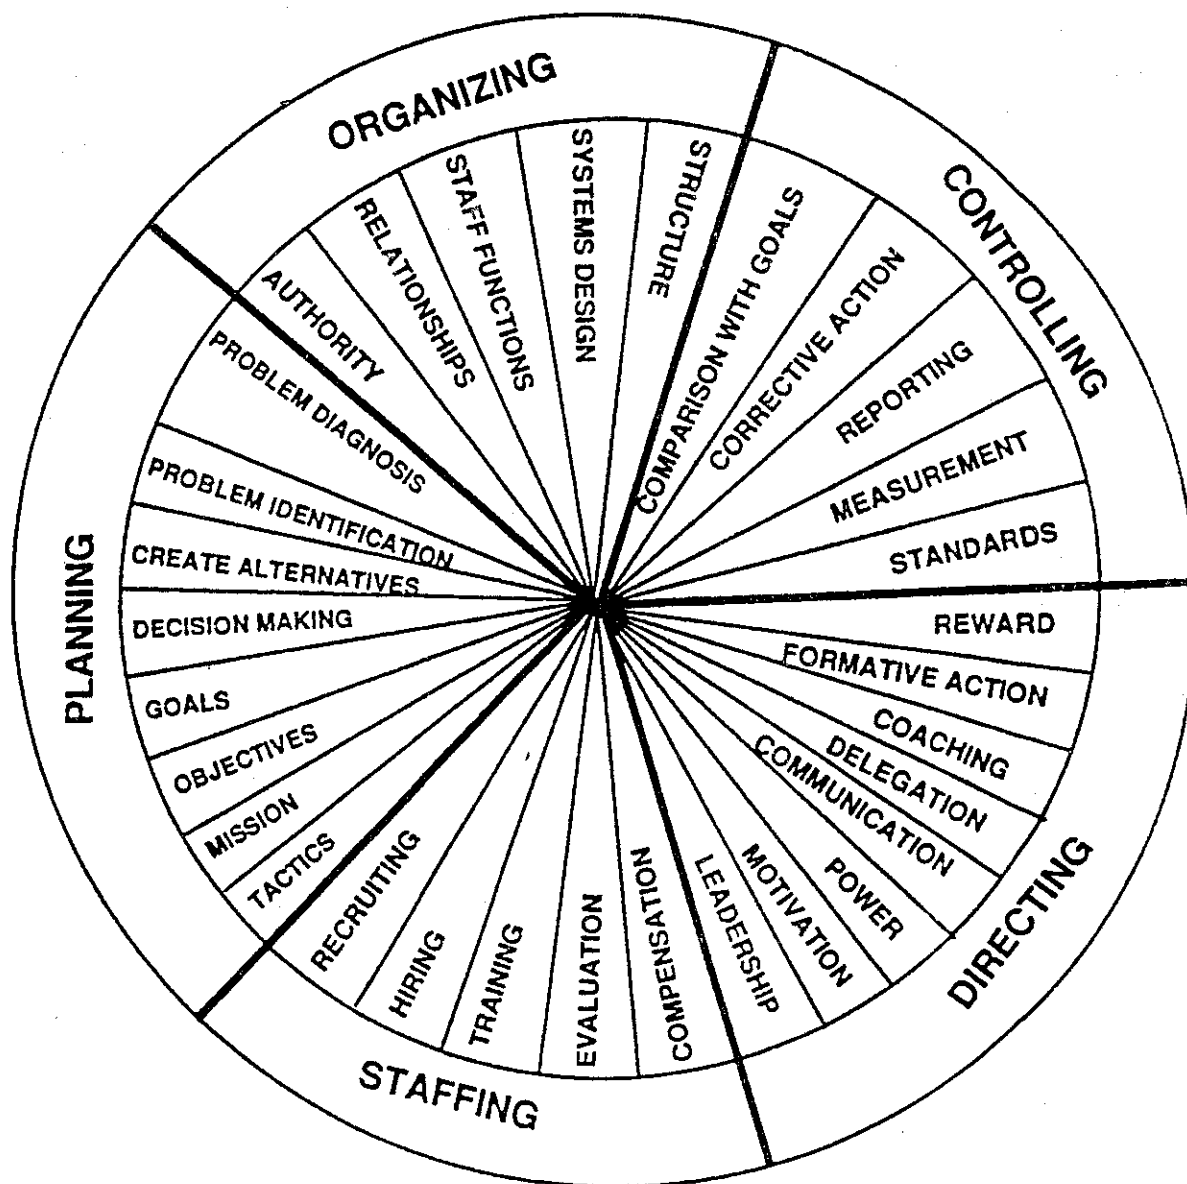 ORGANIZING
AUTHORITY
RELATIONSHIPS
STAFF FUNCTIONS
SYSTEMS DESIGN
STRUCTURE
CONTROLLING
COMPARISON WITH GOALS
CORRECTIVE ACTION
REPORTING
MEASUREMENT
STANDARDS
DIRECTING
REWARD
FORMATIVE ACTION
COACHING
DELEGATION
COMMUNICATION
POWER
MOTIVATION
LEADERSHIP
STAFFING
COMPENSATION
EVALUATION
TRAINING
HIRING
RECRUITING
PLANNING
TACTICS
MISSION
OBJECTIVES
GOALS
DECISION MAKING
CREATE ALTERNATIVES
PROBLEM IDENTIFICATION
PROBLEM DIAGNOSIS